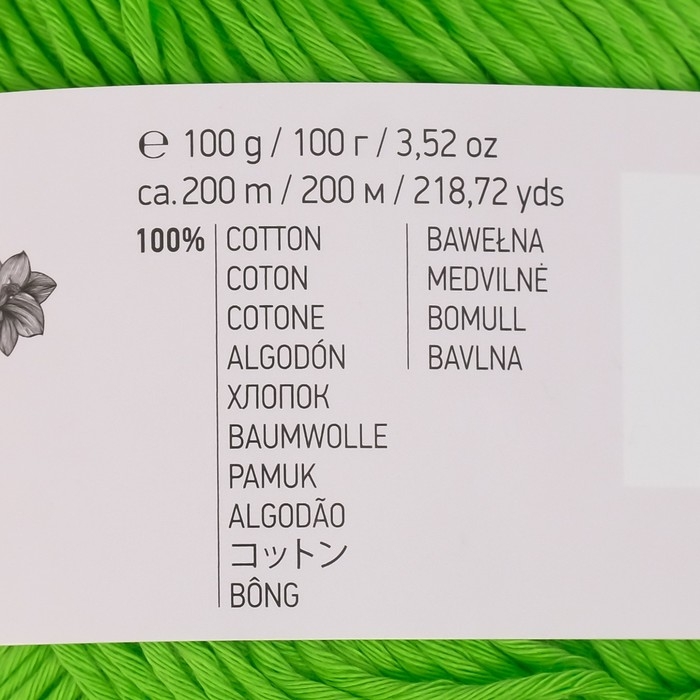 ℮ 100 g / 100 г / 3,52 oz
ca. 200 m / 200 м / 218,72 yds
100%
COTTON
COTON
COTONE
ALGODÓN
ХЛОПОК
BAUMWOLLE
PAMUK
ALGODÃO
コットン
BÔNG
BAWEŁNA
MEDVILNĖ
BOMULL
BAVLNA